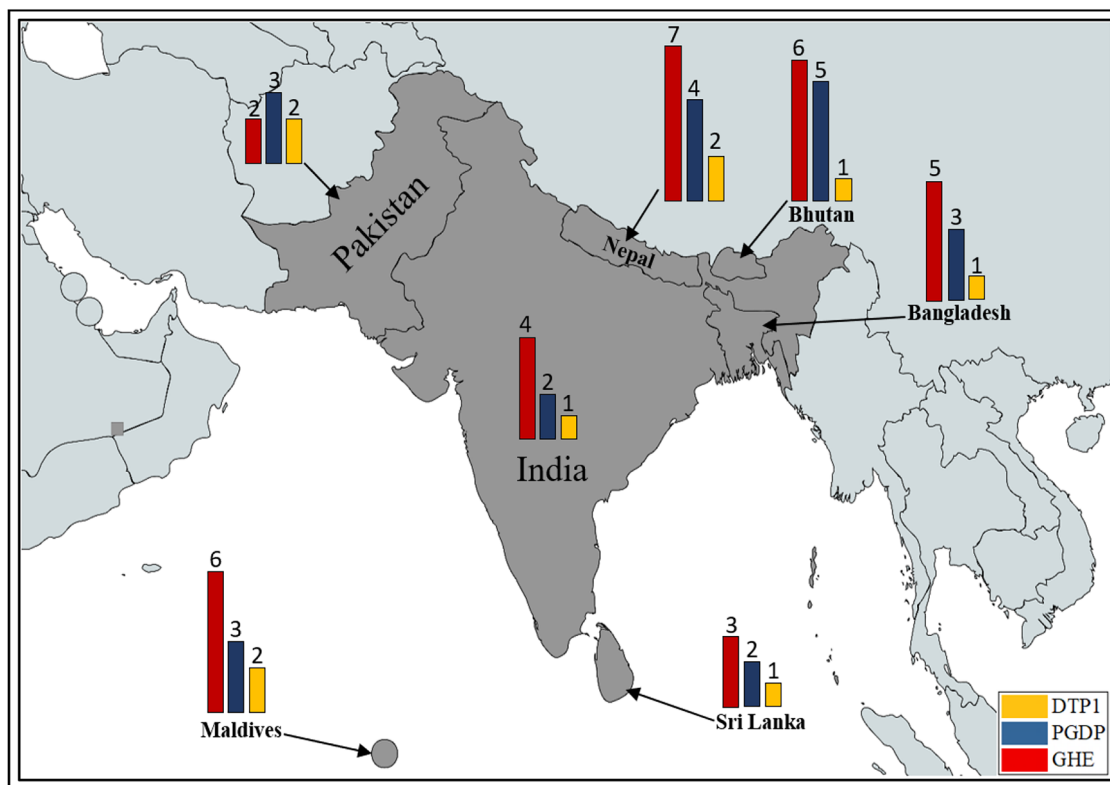 7
6
4
5
2
1
Bhutan
3
2 2
5
3
1
Bangladesh
Pakistan
Nepal
4
2
1
India
6
3
2
Maldives
3
2
1
Sri Lanka
DTP1
PGDP
GHE